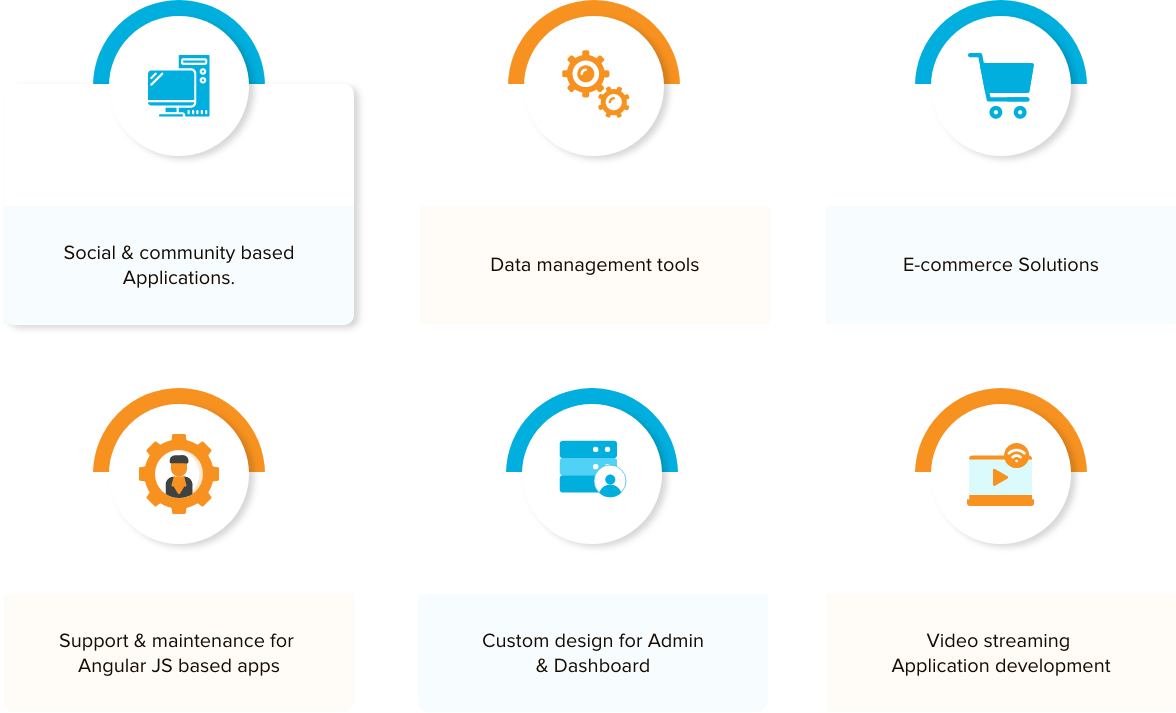 Social & community based
Applications.
Data management tools
E-commerce Solutions
Support & maintenance for
Angular JS based apps
Custom design for Admin
& Dashboard
Video streaming
Application development